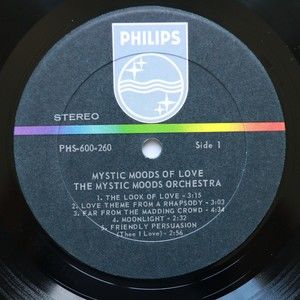 PHILIPS
STEREO
PHS-600-260 Side 1
MYSTIC MOODS OF LOVE
THE MYSTIC MOODS ORCHESTRA
1. THE LOOK OF LOVE - 3:15
2. LOVE THEME FROM A RHAPSODY - 3:03
3. FAR FROM THE MADDING CROWD - 4:34
4. MOONLIGHT - 2:32
5. FRIENDLY PERSUASION
(Thee I Love) - 2:56